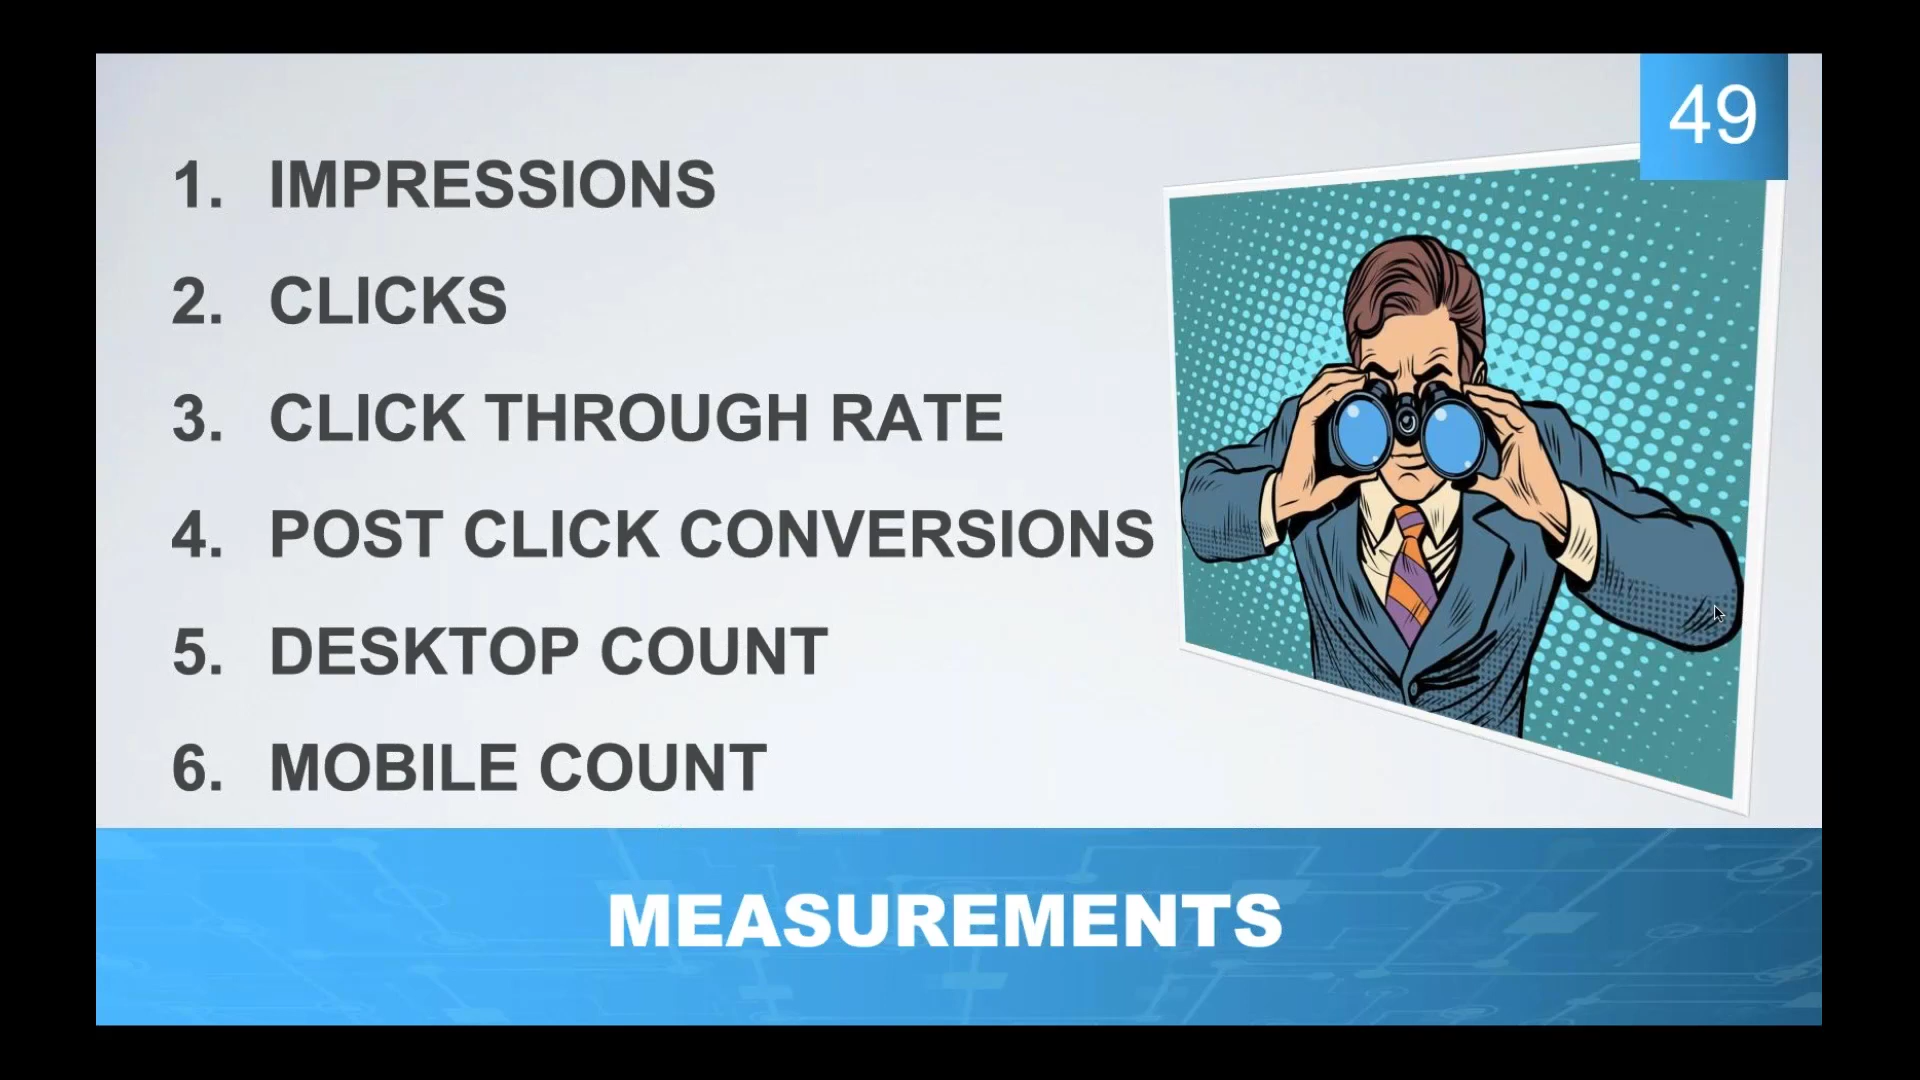 49
1. IMPRESSIONS
2. CLICKS
3. CLICK THROUGH RATE
4. POST CLICK CONVERSIONS
5. DESKTOP COUNT
6. MOBILE COUNT
MEASUREMENTS